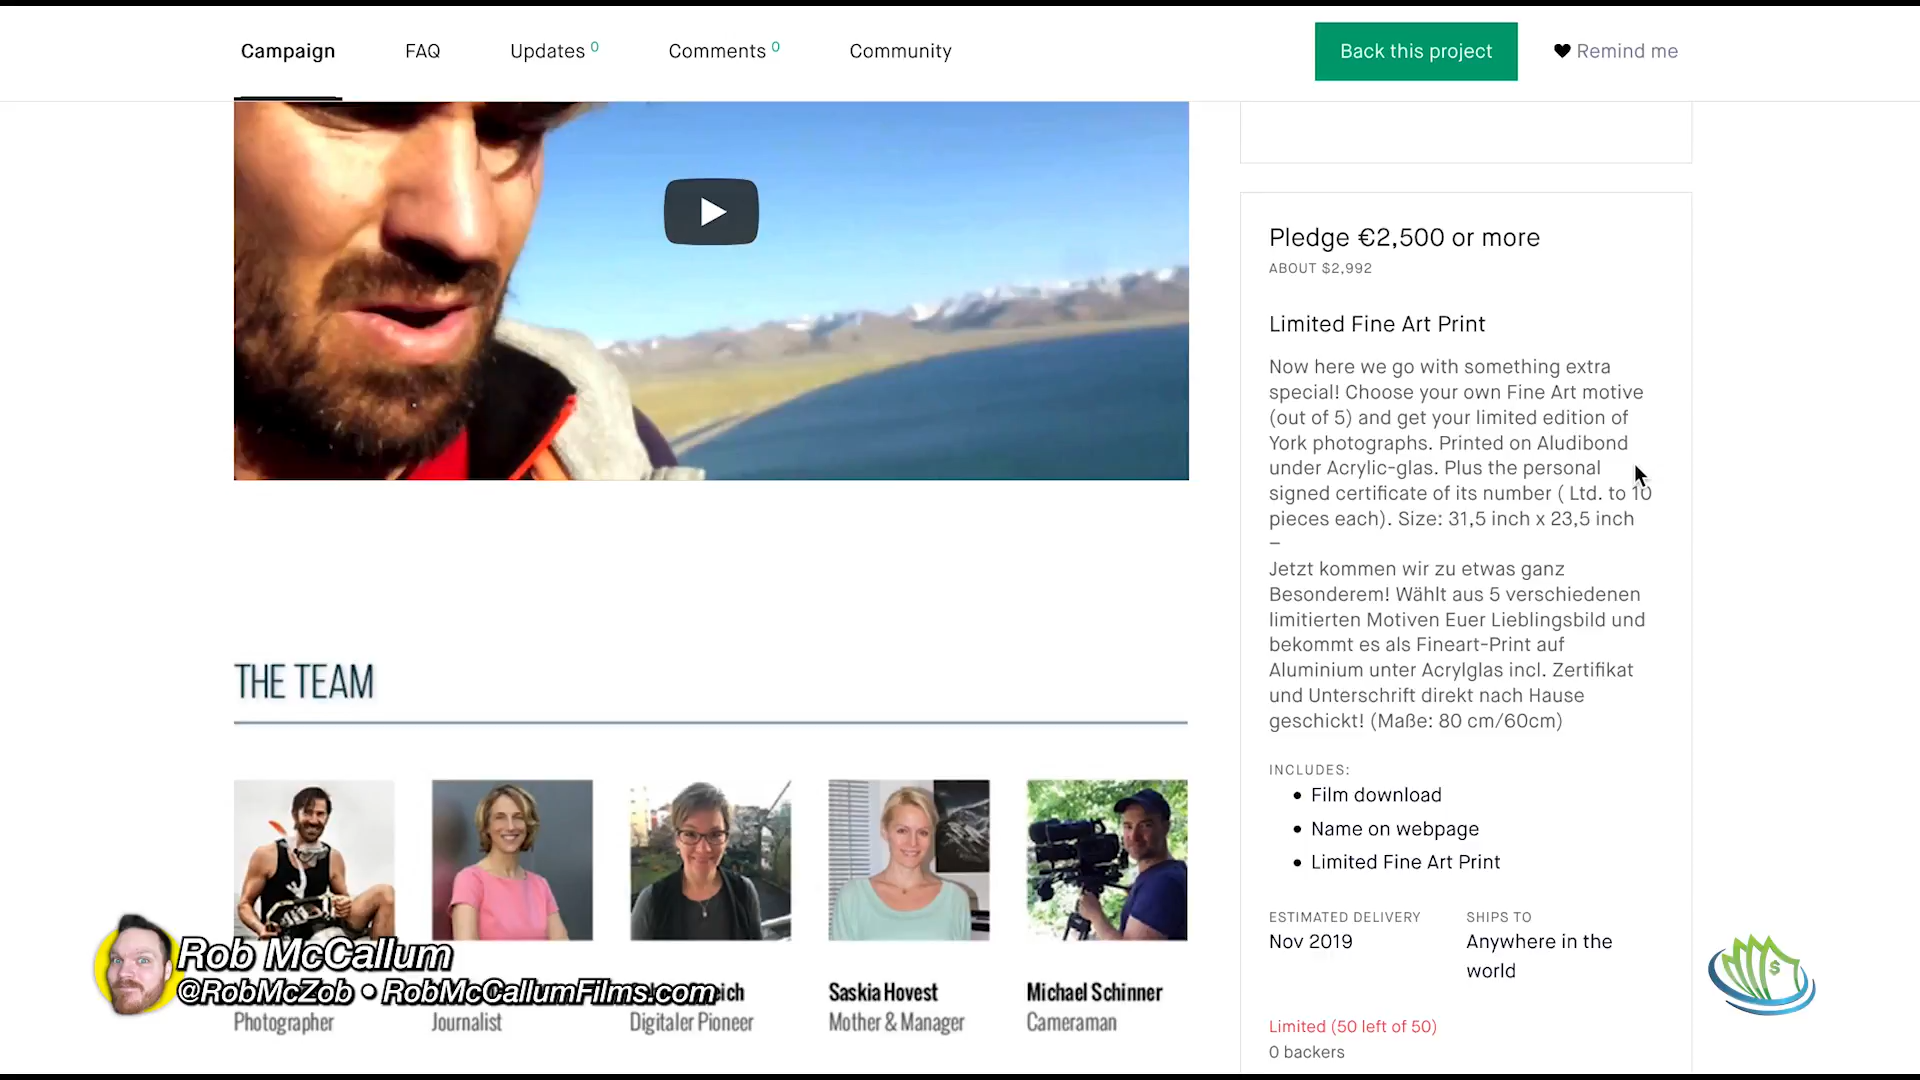 Campaign
FAQ
Updates 0
Comments 0
Community
Back this project
Remind me
Pledge €2,500 or more
ABOUT $2,992
Limited Fine Art Print
Now here we go with something extra
special! Choose your own Fine Art motive
(out of 5) and get your limited edition of
York photographs. Printed on Aludibond
under Acrylic-glas. Plus the personal
signed certificate of its number ( Ltd. to 10
pieces each). Size: 31,5 inch x 23,5 inch
–
Jetzt kommen wir zu etwas ganz
Besonderem! Wählt aus 5 verschiedenen
limitierten Motiven Euer Lieblingsbild und
bekommt es als Fineart-Print auf
Aluminium unter Acrylglas incl. Zertifikat
und Unterschrift direkt nach Hause
geschickt! (Maße: 80 cm/60cm)
INCLUDES:
• Film download
• Name on webpage
• Limited Fine Art Print
ESTIMATED DELIVERY
Nov 2019
SHIPS TO
Anywhere in the
world
Limited (50 left of 50)
0 backers
THE TEAM
Saskia Hovest
Michael Schinner
Photographer
Journalist
Digitaler Pioneer
Mother & Manager
Cameraman
Rob McCallum
@RobMcZob • RobMcCallumFilms.com
$